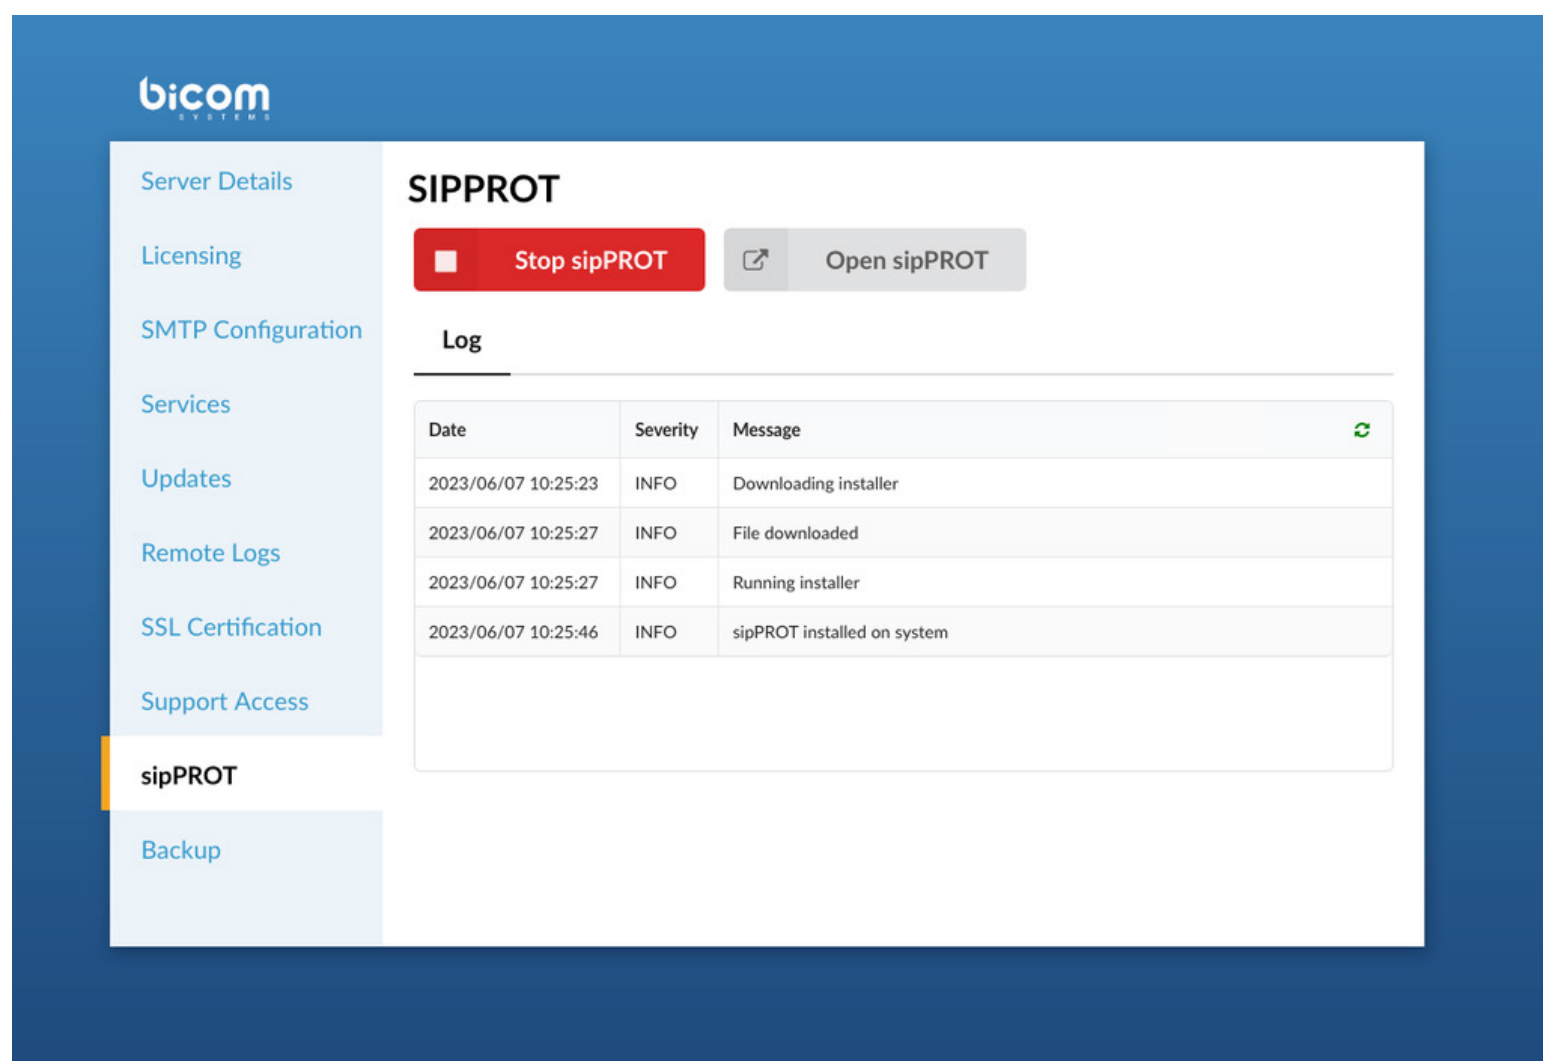 bicom
SYSTEMS
Server Details
Licensing
SMTP Configuration
Services
Updates
Remote Logs
SSL Certification
Support Access
sipPROT
Backup
SIPPROT
Stop sipPROT Open sipPROT
Log
Date Severity Message
2023/06/07 10:25:23 INFO Downloading installer
2023/06/07 10:25:27 INFO File downloaded
2023/06/07 10:25:27 INFO Running installer
2023/06/07 10:25:46 INFO sipPROT installed on system